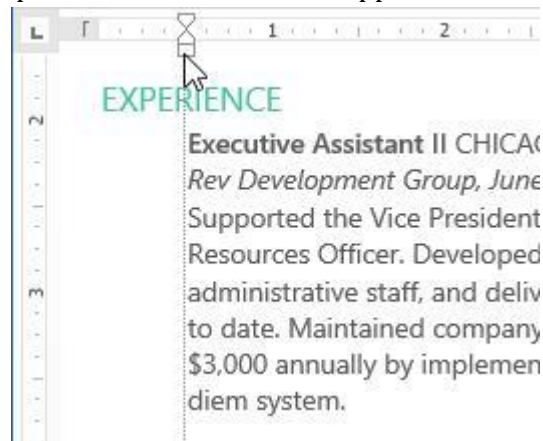 1 2
EXPERIENCE
2
Executive Assistant II CHICAG
Rev Development Group, June
Supported the Vice President
Resources Officer. Developed
3
administrative staff, and deliv
to date. Maintained company
$3,000 annually by implemen
diem system.